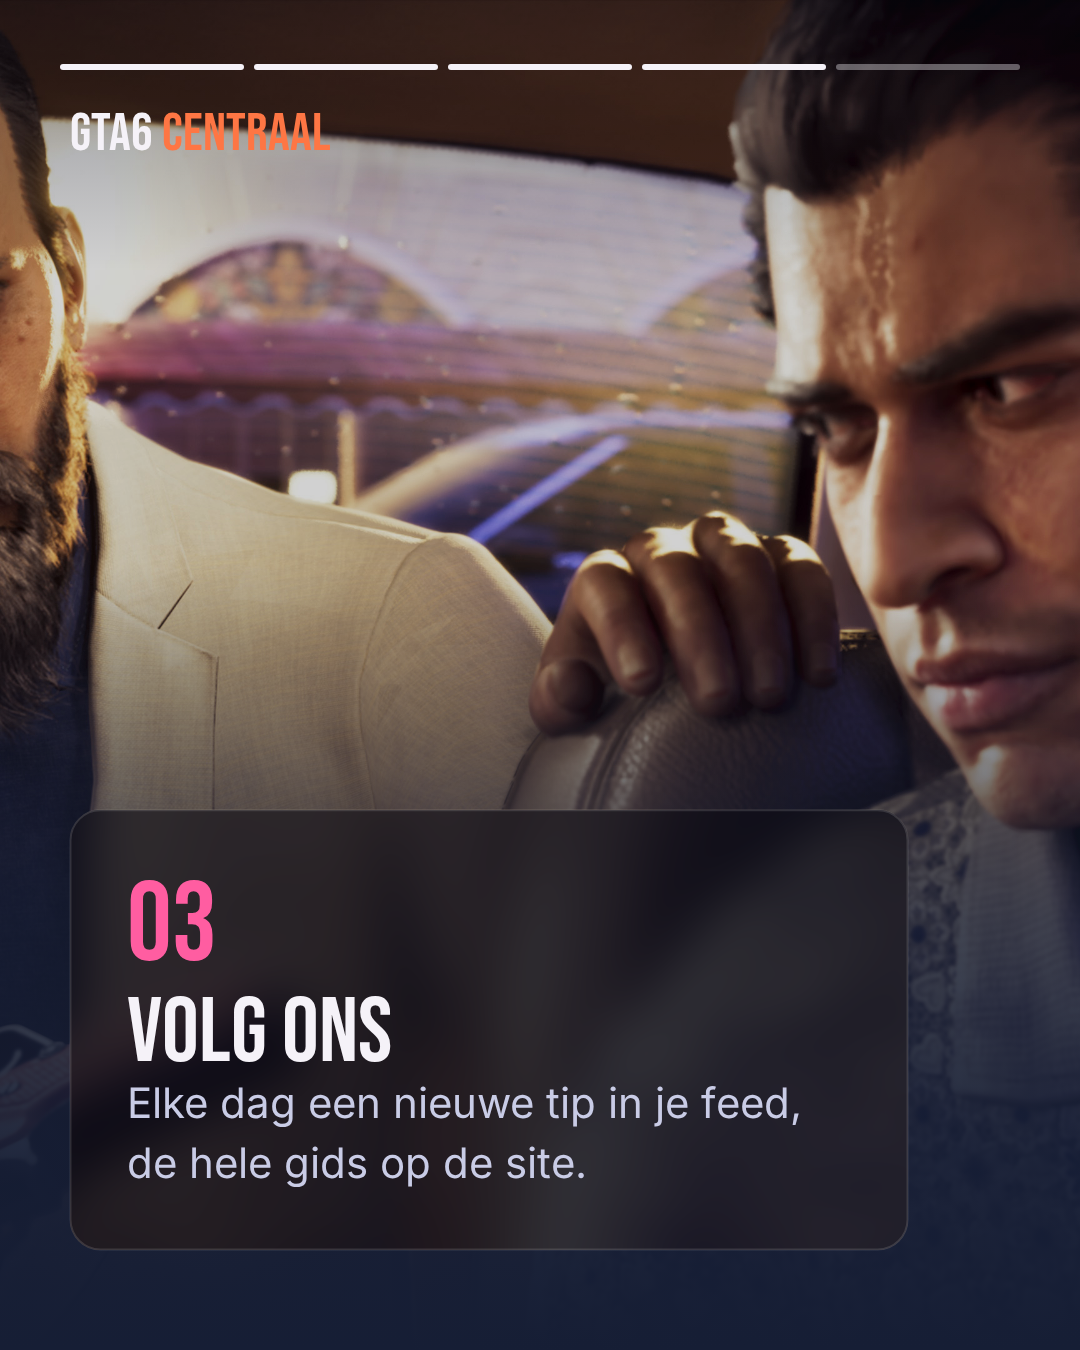 GTA6 CENTRAAL
03
VOLG ONS
Elke dag een nieuwe tip in je feed,
de hele gids op de site.